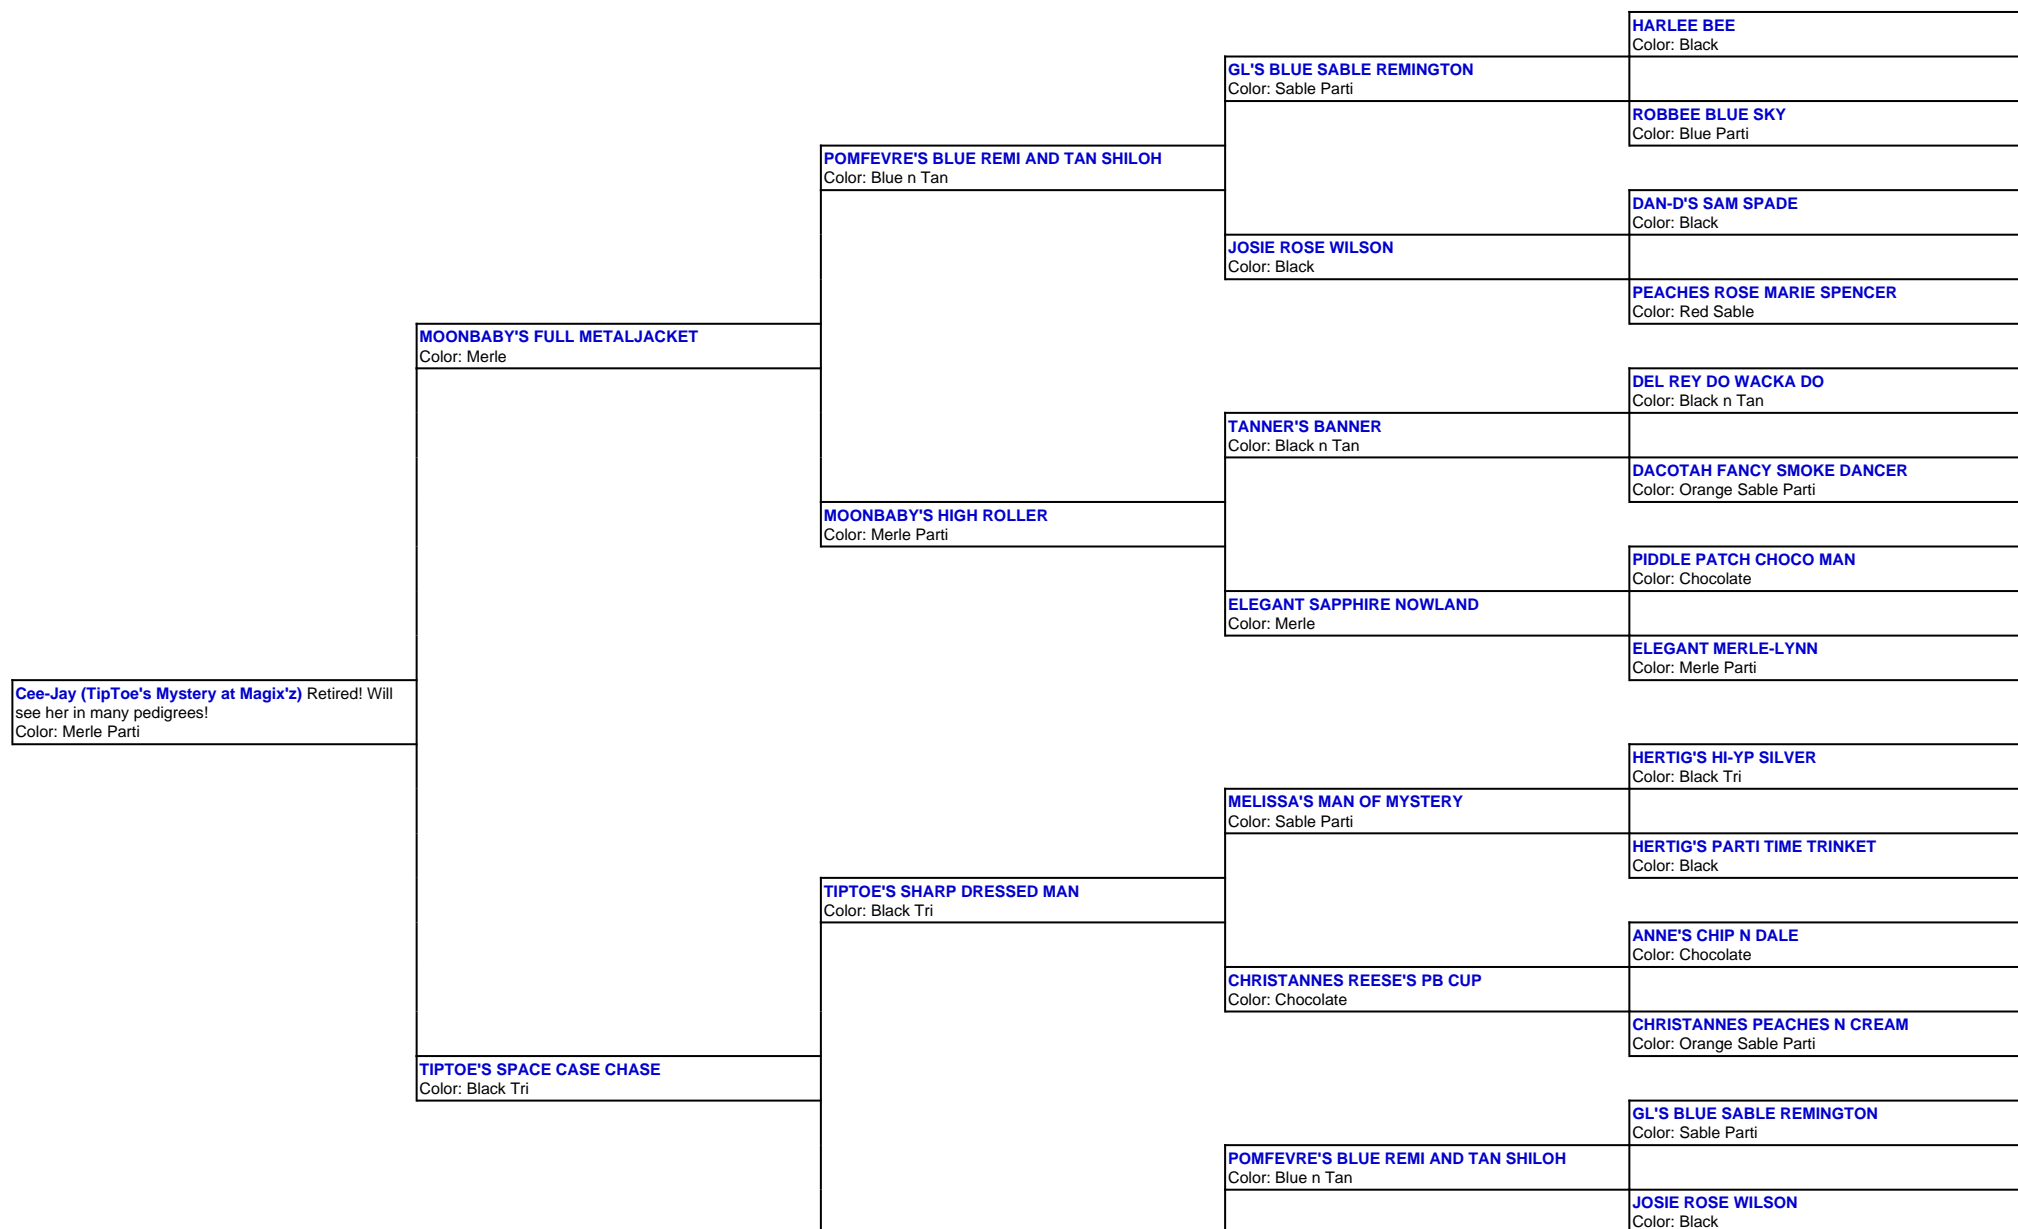 HARLEE BEE
Color: Black
GL'S BLUE SABLE REMINGTON
Color: Sable Parti
ROBBEE BLUE SKY
Color: Blue Parti
POMFEVRE'S BLUE REMI AND TAN SHILOH
Color: Blue n Tan
DAN-D'S SAM SPADE
Color: Black
JOSIE ROSE WILSON
Color: Black
PEACHES ROSE MARIE SPENCER
Color: Red Sable
MOONBABY'S FULL METALJACKET
Color: Merle
DEL REY DO WACKA DO
Color: Black n Tan
TANNER'S BANNER
Color: Black n Tan
DACOTAH FANCY SMOKE DANCER
Color: Orange Sable Parti
MOONBABY'S HIGH ROLLER
Color: Merle Parti
PIDDLE PATCH CHOCO MAN
Color: Chocolate
ELEGANT SAPPHIRE NOWLAND
Color: Merle
ELEGANT MERLE-LYNN
Color: Merle Parti
Cee-Jay (TipToe's Mystery at Magix'z) Retired! Will
see her in many pedigrees!
Color: Merle Parti
HERTIG'S HI-YP SILVER
Color: Black Tri
MELISSA'S MAN OF MYSTERY
Color: Sable Parti
HERTIG'S PARTI TIME TRINKET
Color: Black
TIPTOE'S SHARP DRESSED MAN
Color: Black Tri
ANNE'S CHIP N DALE
Color: Chocolate
CHRISTANNES REESE'S PB CUP
Color: Chocolate
CHRISTANNES PEACHES N CREAM
Color: Orange Sable Parti
TIPTOE'S SPACE CASE CHASE
Color: Black Tri
GL'S BLUE SABLE REMINGTON
Color: Sable Parti
POMFEVRE'S BLUE REMI AND TAN SHILOH
Color: Blue n Tan
JOSIE ROSE WILSON
Color: Black